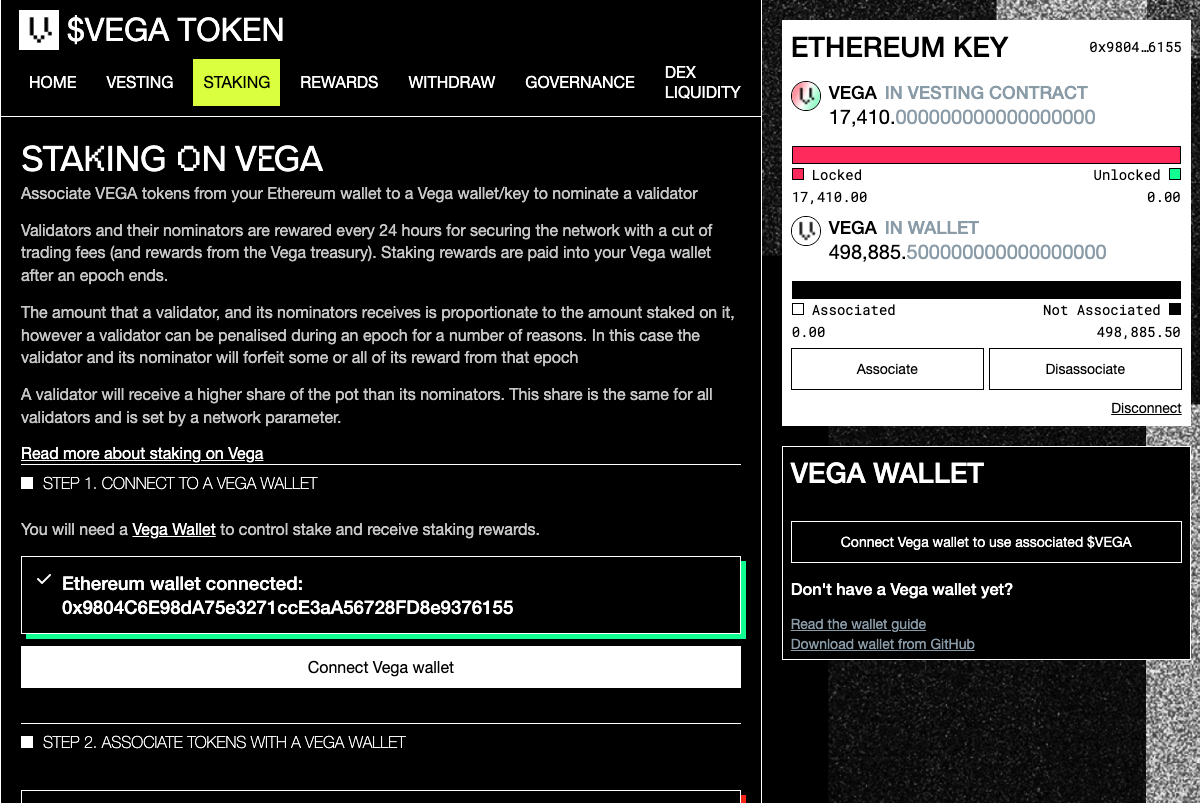 $VEGA TOKEN
HOME
VESTING
STAKING
REWARDS
WITHDRAW
GOVERNANCE
DEX
LIQUIDITY
STAKING ON VEGA
Associate VEGA tokens from your Ethereum wallet to a Vega wallet/key to nominate a validator
Validators and their nominators are rewared every 24 hours for securing the network with a cut of
trading fees (and rewards from the Vega treasury). Staking rewards are paid into your Vega wallet
after an epoch ends.
The amount that a validator, and its nominators receives is proportionate to the amount staked on it,
however a validator can be penalised during an epoch for a number of reasons. In this case the
validator and its nominator will forfeit some or all of its reward from that epoch
A validator will receive a higher share of the pot than its nominators. This share is the same for all
validators and is set by a network parameter.
Read more about staking on Vega
STEP 1. CONNECT TO A VEGA WALLET
You will need a Vega Wallet to control stake and receive staking rewards.
Ethereum wallet connected:
0x9804C6E98dA75e3271ccE3aA56728FD8e9376155
Connect Vega wallet
STEP 2. ASSOCIATE TOKENS WITH A VEGA WALLET
ETHEREUM KEY
0x9804…6155
VEGA IN VESTING CONTRACT
17,410.000000000000000000
Locked
Unlocked
17,410.00
0.00
VEGA IN WALLET
498,885.500000000000000000
Associated
Not Associated
0.00
498,885.50
Associate
Disassociate
Disconnect
VEGA WALLET
Connect Vega wallet to use associated $VEGA
Don't have a Vega wallet yet?
Read the wallet guide
Download wallet from GitHub